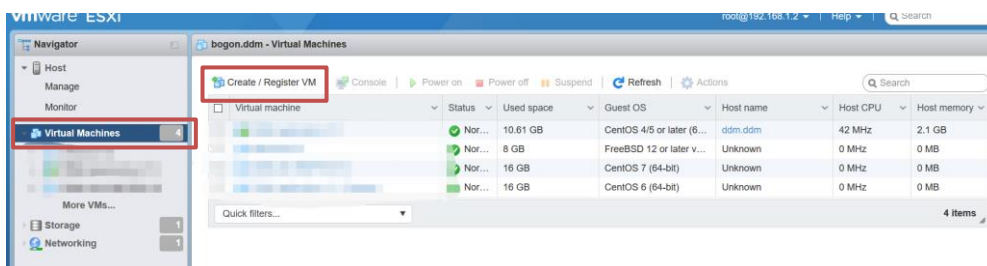 vmware ESXi root@192.168.1.2 | Help | Search
Navigator
bogon.ddm - Virtual Machines
Host
Manage
Monitor
Virtual Machines 4
More VMs...
Storage 1
Networking 1
Create / Register VM | Console | Power on Power off Suspend | Refresh | Actions
Search
Virtual machine Status Used space Guest OS Host name Host CPU Host memory
Nor... 10.61 GB CentOS 4/5 or later (6... ddm.ddm 42 MHz 2.1 GB
Nor... 8 GB FreeBSD 12 or later v... Unknown 0 MHz 0 MB
Nor... 16 GB CentOS 7 (64-bit) Unknown 0 MHz 0 MB
Nor... 16 GB CentOS 6 (64-bit) Unknown 0 MHz 0 MB
Quick filters...
4 items